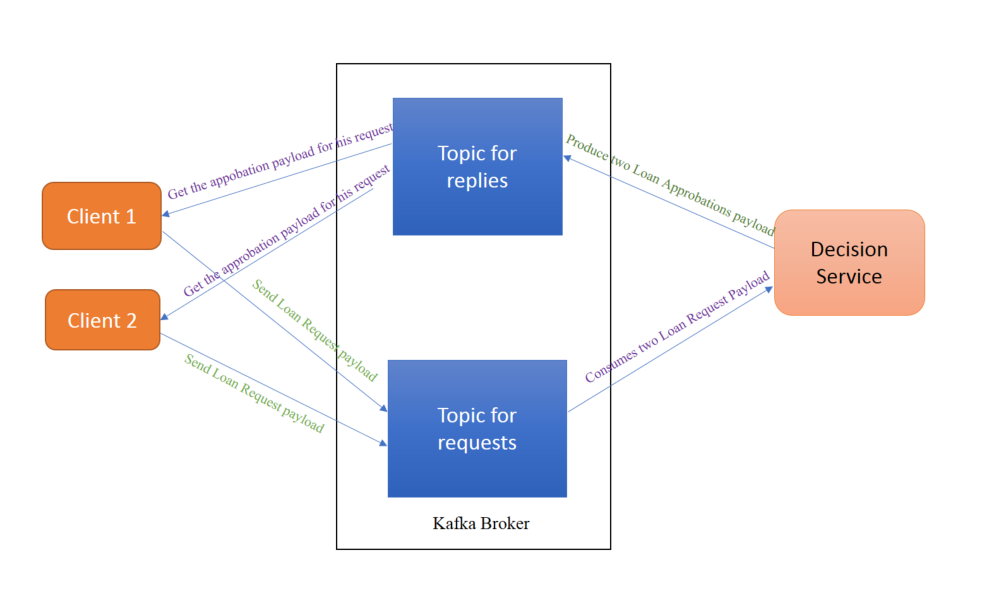 Topic for
replies
Get the appobation payload for his request
Produce two Loan Approbations payload
Client 1
Get the approbation payload for his request
Decision
Service
Client 2
Send Loan Request payload
Consumes two Loan Request Payload
Send Loan Request payload
Topic for
requests
Kafka Broker